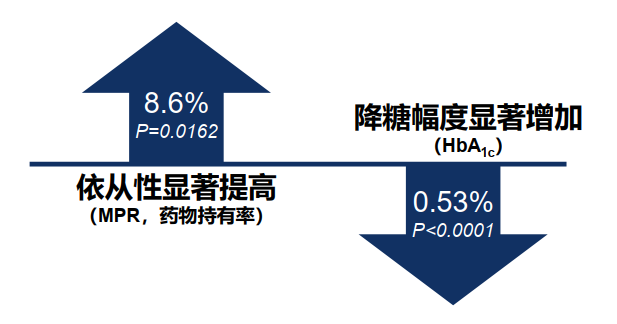 8.6%
P=0.0162
依从性显著提高
（MPR，药物持有率）
降糖幅度显著增加
（HbA1c）
0.53%
P<0.0001